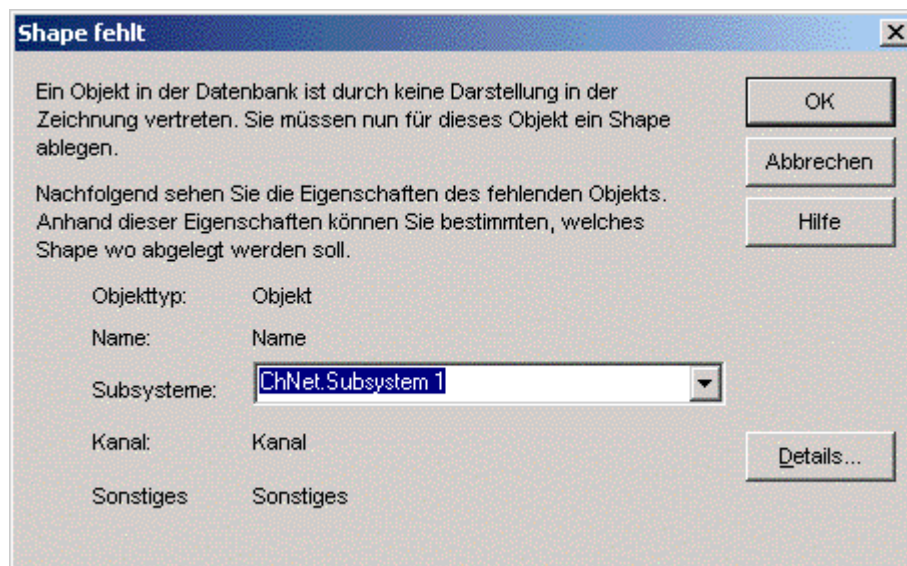 Shape fehlt
Ein Objekt in der Datenbank ist durch keine Darstellung in der
Zeichnung vertreten. Sie müssen nun für dieses Objekt ein Shape
ablegen.
Nachfolgend sehen Sie die Eigenschaften des fehlenden Objekts.
Anhand dieser Eigenschaften können Sie bestimmten, welches
Shape wo abgelegt werden soll.
OK
Abbrechen
Hilfe
Objekttyp: Objekt
Name: Name
Subsysteme: ChNet.Subsystem 1
Kanal: Kanal
Details...
Sonstiges Sonstiges